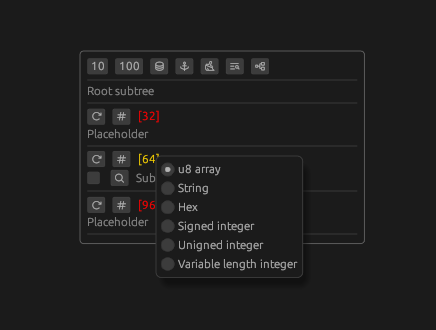 10 100
Root subtree
# [32]
Placeholder
# [64]
Sub
# [96
Placeholder
u8 array
String
Hex
Signed integer
Unigned integer
Variable length integer